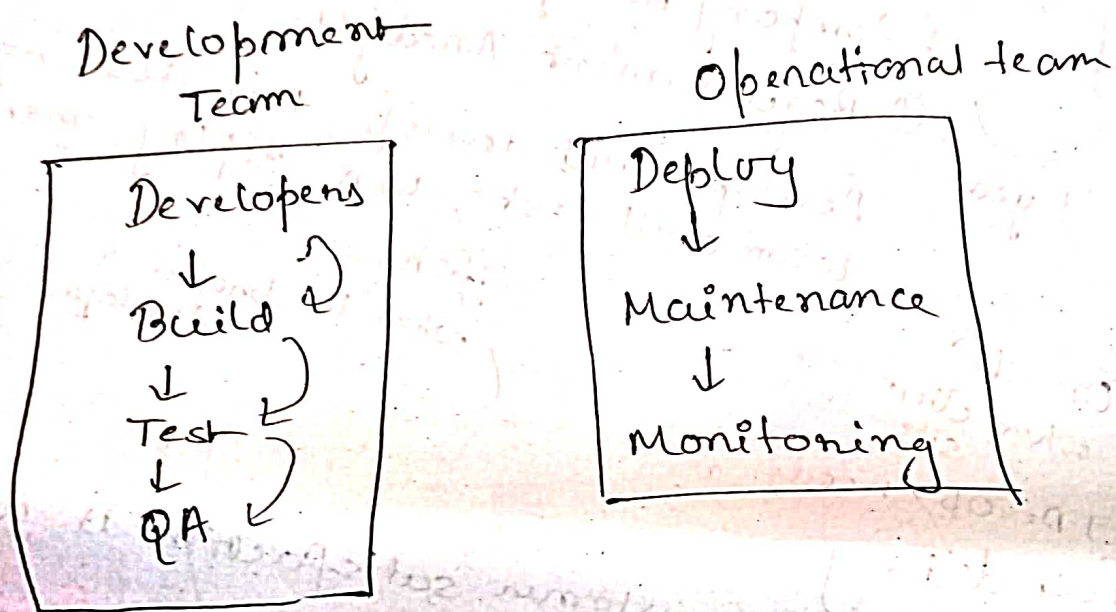 Development
Team
Developers
↓
Build
↓
Test
↓
QA
Operational team
Deploy
↓
Maintenance
↓
Monitoring